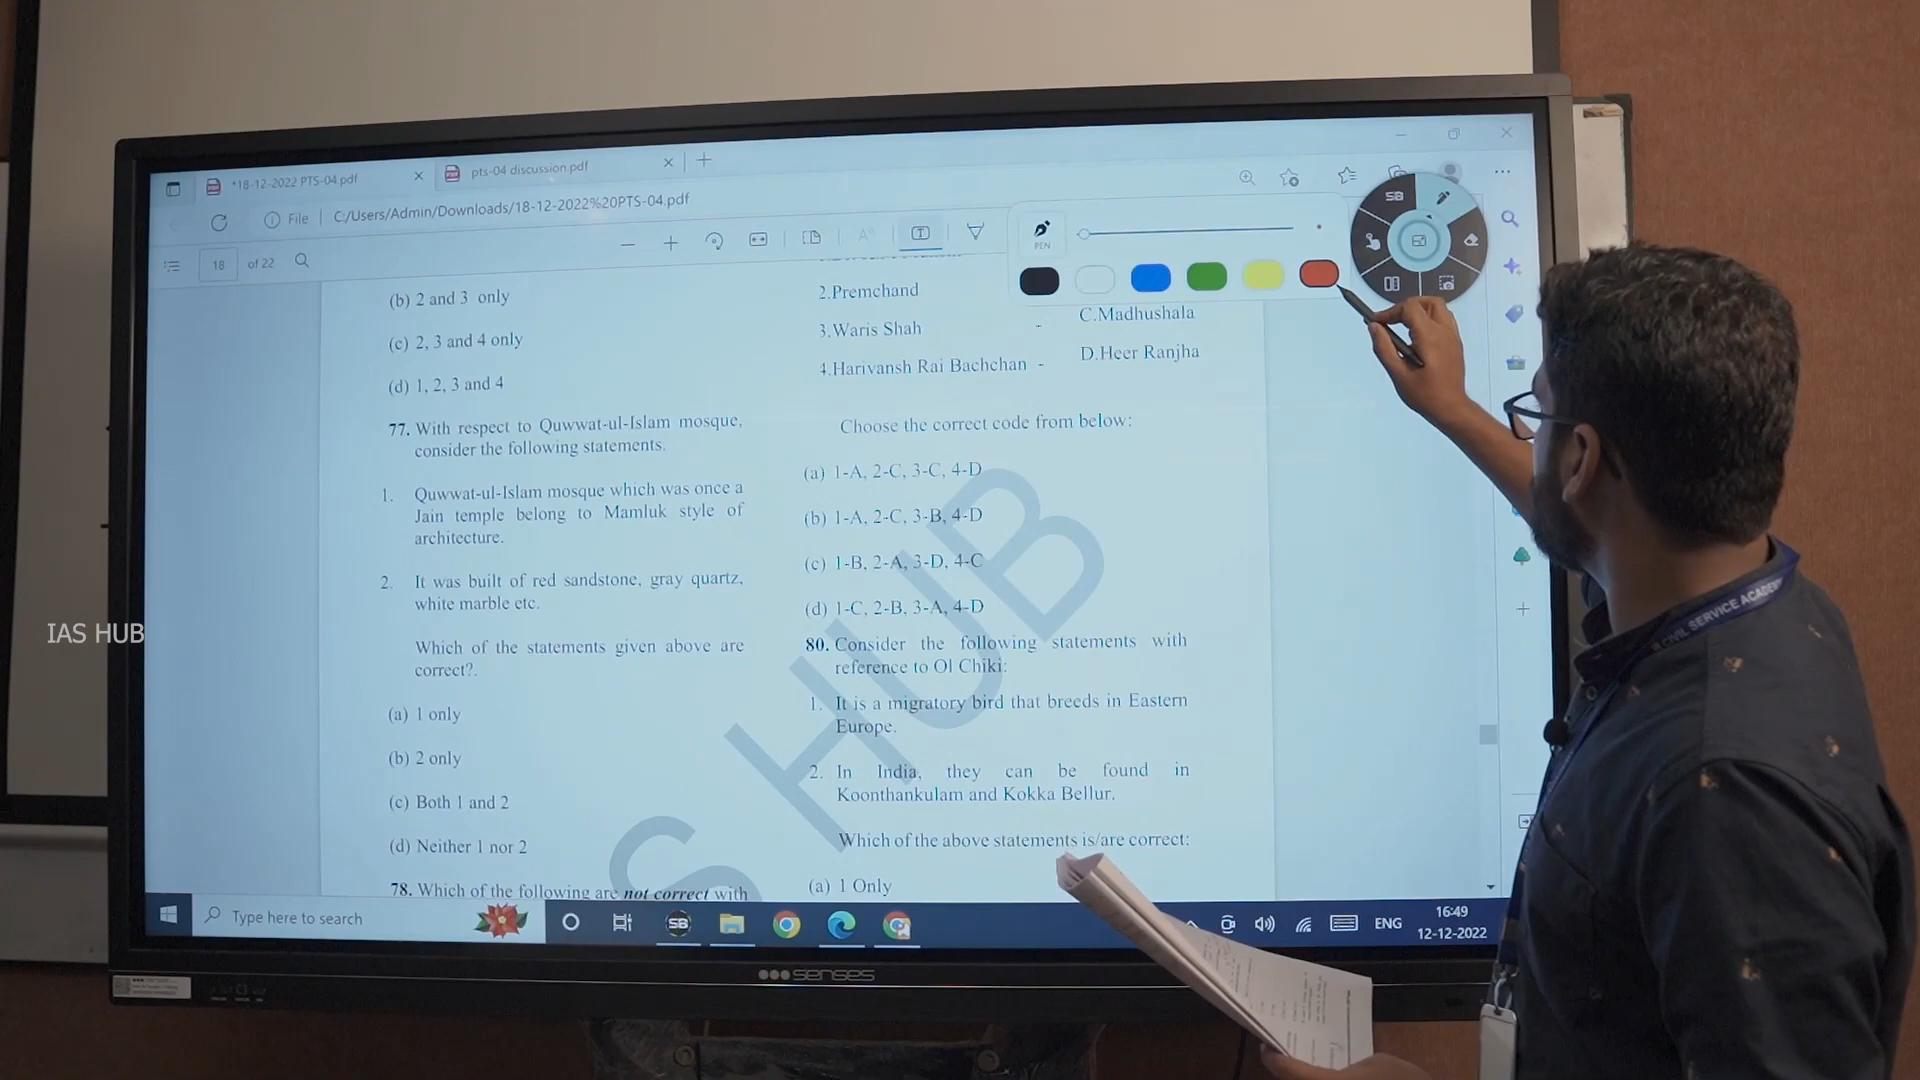 *18-12-2022 PTS-04.pdf
pts-04 discussion.pdf
File
C:/Users/Admin/Downloads/18-12-2022%20PTS-04.pdf
18 of 22
PEN
SB
(b) 2 and 3 only
(c) 2, 3 and 4 only
(d) 1, 2, 3 and 4
77. With respect to Quwwat-ul-Islam mosque,
consider the following statements.
1. Quwwat-ul-Islam mosque which was once a
Jain temple belong to Mamluk style of
architecture.
2. It was built of red sandstone, gray quartz,
white marble etc.
Which of the statements given above are
correct?.
(a) 1 only
(b) 2 only
(c) Both 1 and 2
(d) Neither 1 nor 2
78. Which of the following are not correct with
2.Premchand
3.Waris Shah - C.Madhushala
4.Harivansh Rai Bachchan - D.Heer Ranjha
Choose the correct code from below:
(a) 1-A, 2-C, 3-C, 4-D
(b) 1-A, 2-C, 3-B, 4-D
(c) 1-B, 2-A, 3-D, 4-C
(d) 1-C, 2-B, 3-A, 4-D
80. Consider the following statements with
reference to Ol Chiki:
1. It is a migratory bird that breeds in Eastern
Europe.
2. In India, they can be found in
Koonthankulam and Kokka Bellur.
Which of the above statements is/are correct:
(a) 1 Only
S HUB
IAS HUB
Type here to search
SB
ENG
16:49
12-12-2022
senses
CIVIL SERVICE ACADEMY